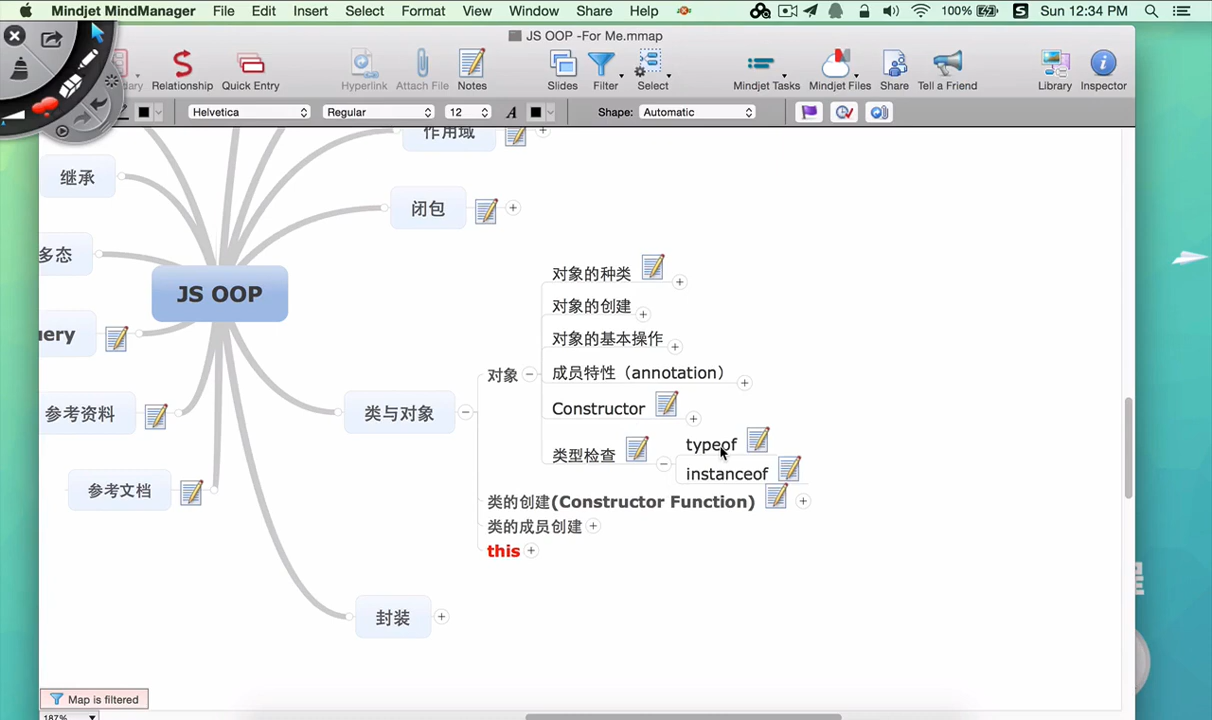 Mindjet MindManager File Edit Insert Select Format View Window Share Help 100% Sun 12:34 PM
JS OOP -For Me.mmap
Relationship Quick Entry Hyperlink Attach File Notes Slides Filter Select Mindjet Tasks Mindjet Files Share Tell a Friend Library Inspector
Helvetica Regular 12 A Shape: Automatic
作用域
继承
闭包
多态
对象的种类
JS OOP
对象的创建
对象的基本操作
对象
成员特性（annotation）
参考资料
类与对象
Constructor
类型检查
typeof
instanceof
参考文档
类的创建(Constructor Function)
类的成员创建
this
封装
Map is filtered
187%